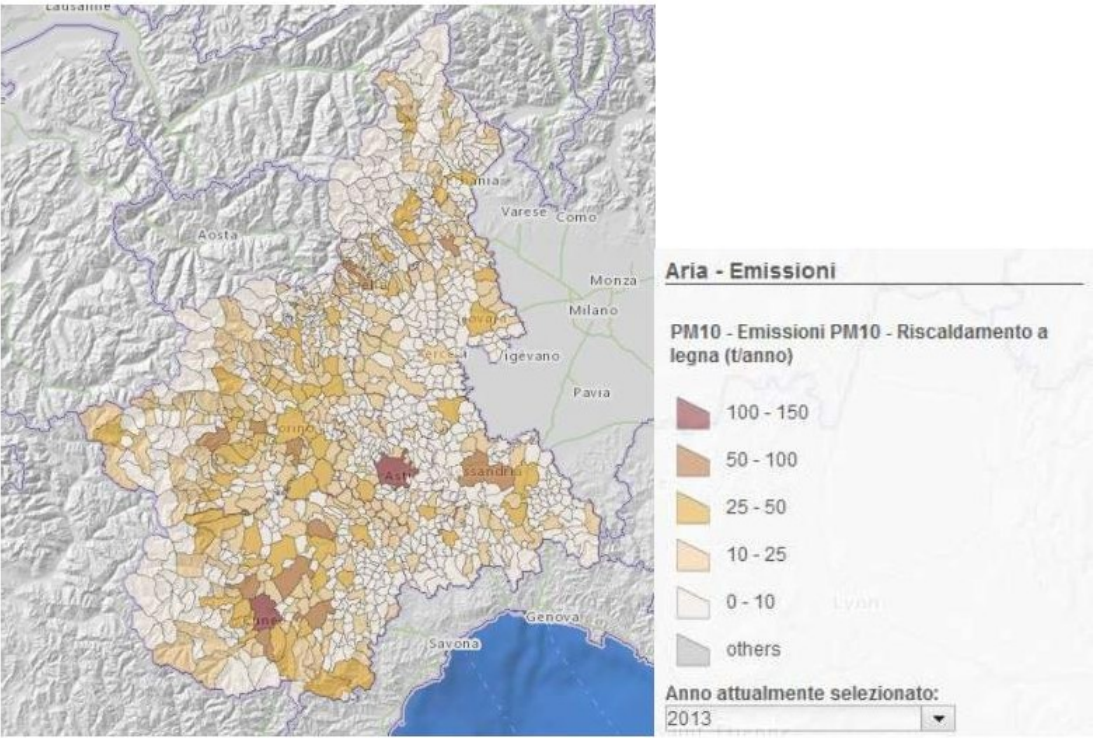 Lausanne
Aosta
Varese
Como
Monza
Milano
Vigevano
Pavia
Asti
Genova
Savona
Aria - Emissioni
PM10 - Emissioni PM10 - Riscaldamento a
legna (t/anno)
100 - 150
50 - 100
25 - 50
10 - 25
0 - 10
Lyon
others
Anno attualmente selezionato:
2013